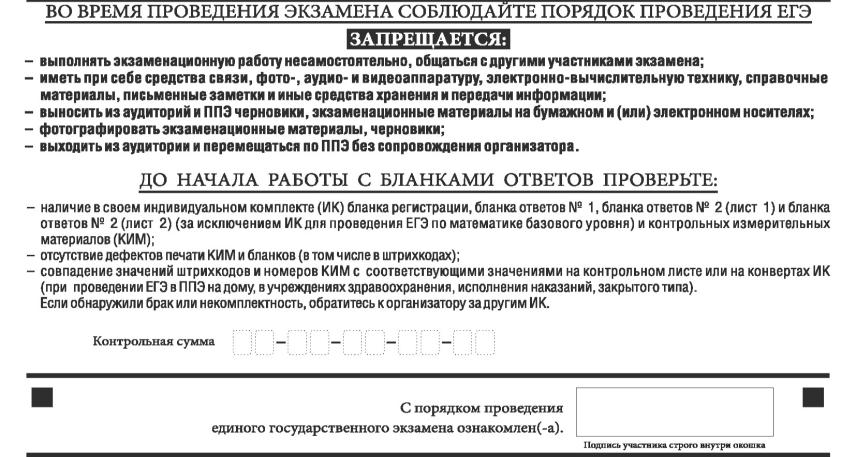 ВО ВРЕМЯ ПРОВЕДЕНИЯ ЭКЗАМЕНА СОБЛЮДАЙТЕ ПОРЯДОК ПРОВЕДЕНИЯ ЕГЭ
ЗАПРЕЩАЕТСЯ:
– выполнять экзаменационную работу несамостоятельно, общаться с другими участниками экзамена;
– иметь при себе средства связи, фото-, аудио- и видеоаппаратуру, электронно-вычислительную технику, справочные
материалы, письменные заметки и иные средства хранения и передачи информации;
– выносить из аудиторий и ППЭ черновики, экзаменационные материалы на бумажном и (или) электронном носителях;
– фотографировать экзаменационные материалы, черновики;
– выходить из аудитории и перемещаться по ППЭ без сопровождения организатора.
ДО НАЧАЛА РАБОТЫ С БЛАНКАМИ ОТВЕТОВ ПРОВЕРЬТЕ:
– наличие в своем индивидуальном комплекте (ИК) бланка регистрации, бланка ответов № 1, бланка ответов № 2 (лист 1) и бланка
ответов № 2 (лист 2) (за исключением ИК для проведения ЕГЭ по математике базового уровня) и контрольных измерительных
материалов (КИМ);
– отсутствие дефектов печати КИМ и бланков (в том числе в штрихкодах);
– совпадение значений штрихкодов и номеров КИМ с соответствующими значениями на контрольном листе или на конвертах ИК
(при проведении ЕГЭ в ППЭ на дому, в учреждениях здравоохранения, исполнения наказаний, закрытого типа).
Если обнаружили брак или некомплектность, обратитесь к организатору за другим ИК.
Контрольная сумма – – – –
С порядком проведения
единого государственного экзамена ознакомлен(-а).
Подпись участника строго внутри окошка